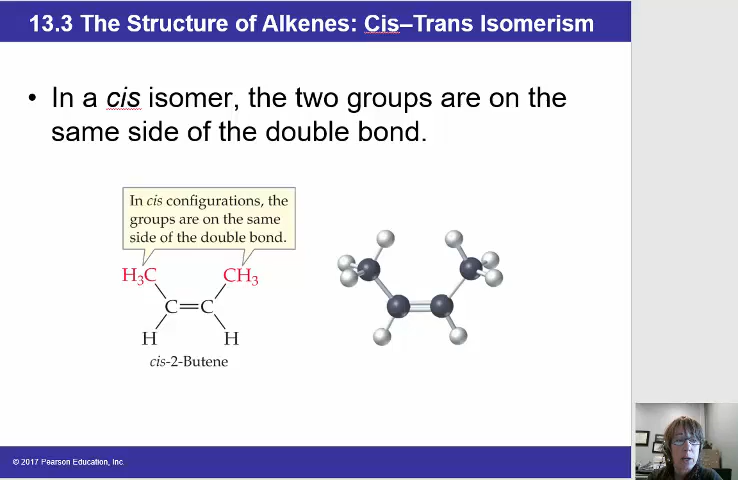 13.3 The Structure of Alkenes: Cis–Trans Isomerism
• In a cis isomer, the two groups are on the
same side of the double bond.
In cis configurations, the
groups are on the same
side of the double bond.
H₃C CH₃
C=C
H H
cis-2-Butene
© 2017 Pearson Education, Inc.